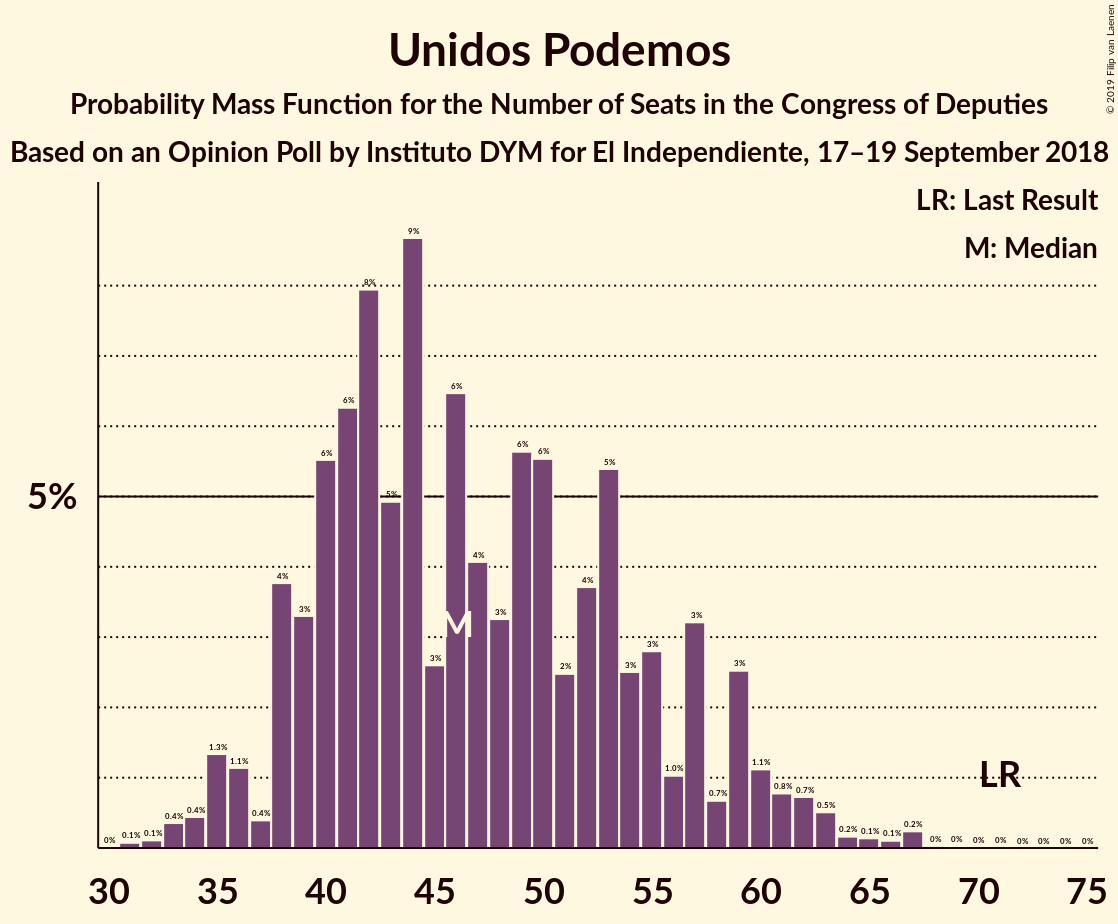 Unidos Podemos
Probability Mass Function for the Number of Seats in the Congress of Deputies
Based on an Opinion Poll by Instituto DYM for El Independiente, 17–19 September 2018
© 2019 Filip van Laenen
LR: Last Result
M: Median
5%
0% 0.1% 0.1% 0.4% 0.4% 1.3% 1.1% 0.4% 4% 3% 6% 6% 8% 5% 9% 3% 6% 4% 3% 6% 6% 2% 4% 5% 3% 3% 1.0% 3% 0.7% 3% 1.1% 0.8% 0.7% 0.5% 0.2% 0.1% 0.1% 0.2% 0% 0% 0% 0% 0% 0% 0% 0%
M
LR
30 35 40 45 50 55 60 65 70 75